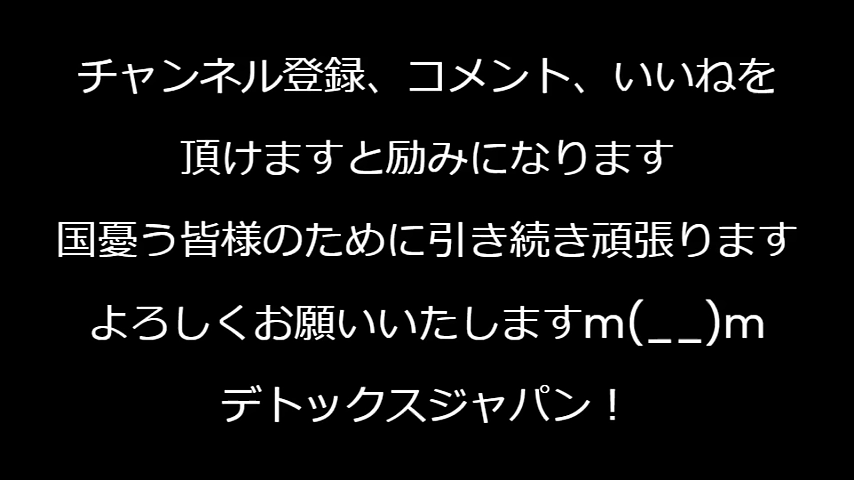 チャンネル登録、コメント、いいねを
頂けますと励みになります
国憂う皆様のために引き続き頑張ります
よろしくお願いいたしますm(__)m
デトックスジャパン！